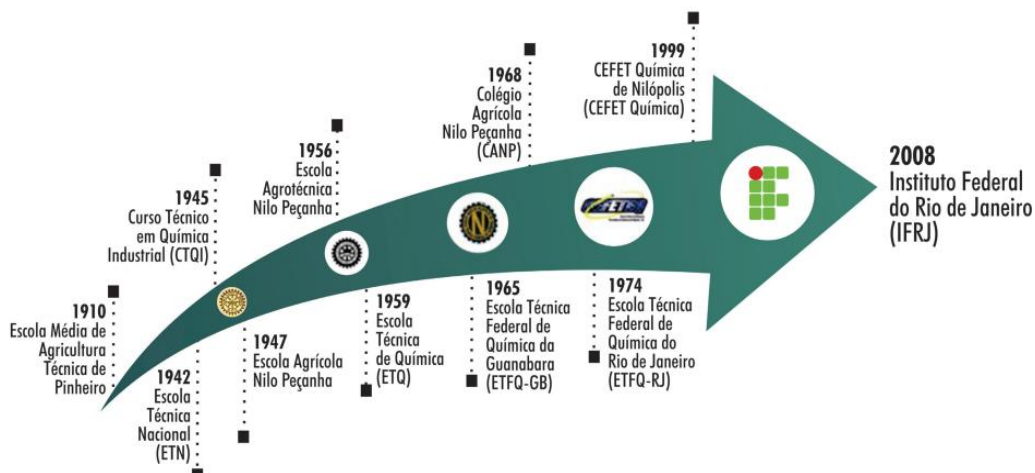 1910
Escola Média de
Agricultura
Técnica de
Pinheiro
1942
Escola
Técnica
Nacional
(ETN)
1945
Curso Técnico
em Química
Industrial (CTQI)
1947
Escola Agrícola
Nilo Peçanha
1956
Escola
Agrotécnica
Nilo Peçanha
1959
Escola
Técnica
de Química
(ETQ)
1965
Escola Técnica
Federal de
Química da
Guanabara
(ETFQ-GB)
1968
Colégio
Agrícola
Nilo Peçanha
(CANP)
1974
Escola Técnica
Federal de
Química do
Rio de Janeiro
(ETFQ-RJ)
1999
CEFET Química
de Nilópolis
(CEFET Química)
2008
Instituto Federal
do Rio de Janeiro
(IFRJ)
N